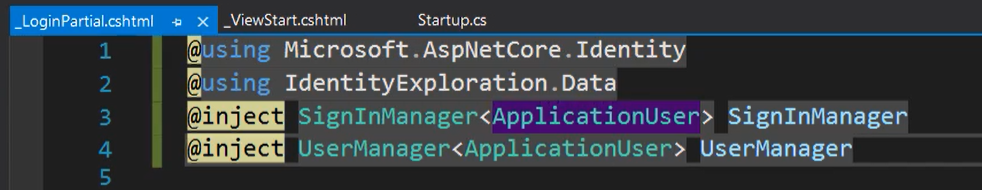 _LoginPartial.cshtml _ViewStart.cshtml Startup.cs
1 @using Microsoft.AspNetCore.Identity
2 @using IdentityExploration.Data
3 @inject SignInManager<ApplicationUser> SignInManager
4 @inject UserManager<ApplicationUser> UserManager
5